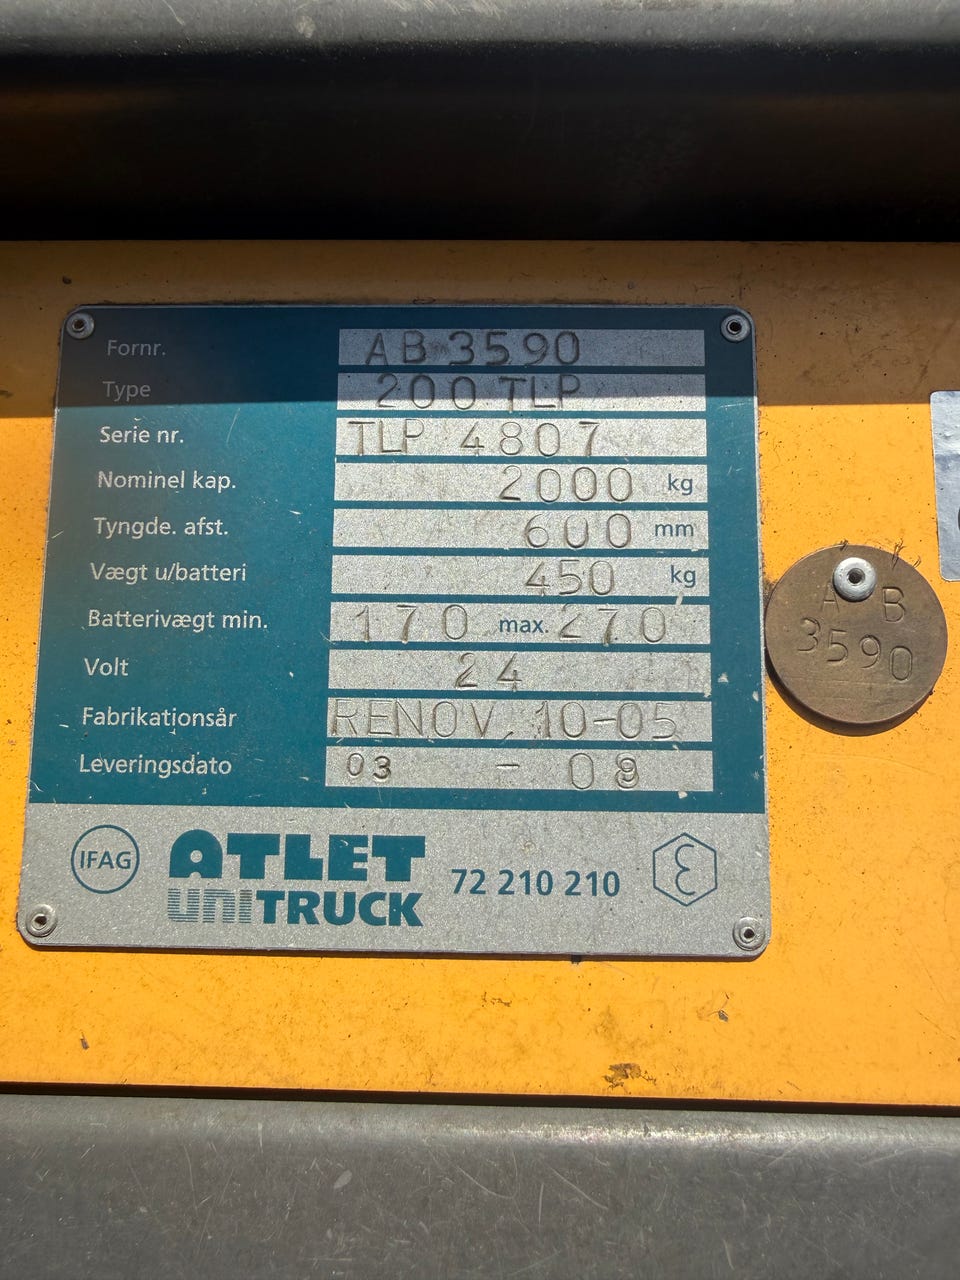 Fornr. AB 3590
Type 200 TLP
Serie nr. TLP 4807
Nominel kap. 2000 kg
Tyngde. afst. 600 mm
Vægt u/batteri 450 kg
Batterivægt min. 170 max. 270
Volt 24
Fabrikationsår RENOV. 10-05
Leveringsdato 03 -
IFAG
ATLET
UNITRUCK
72 210 210
AB
3590